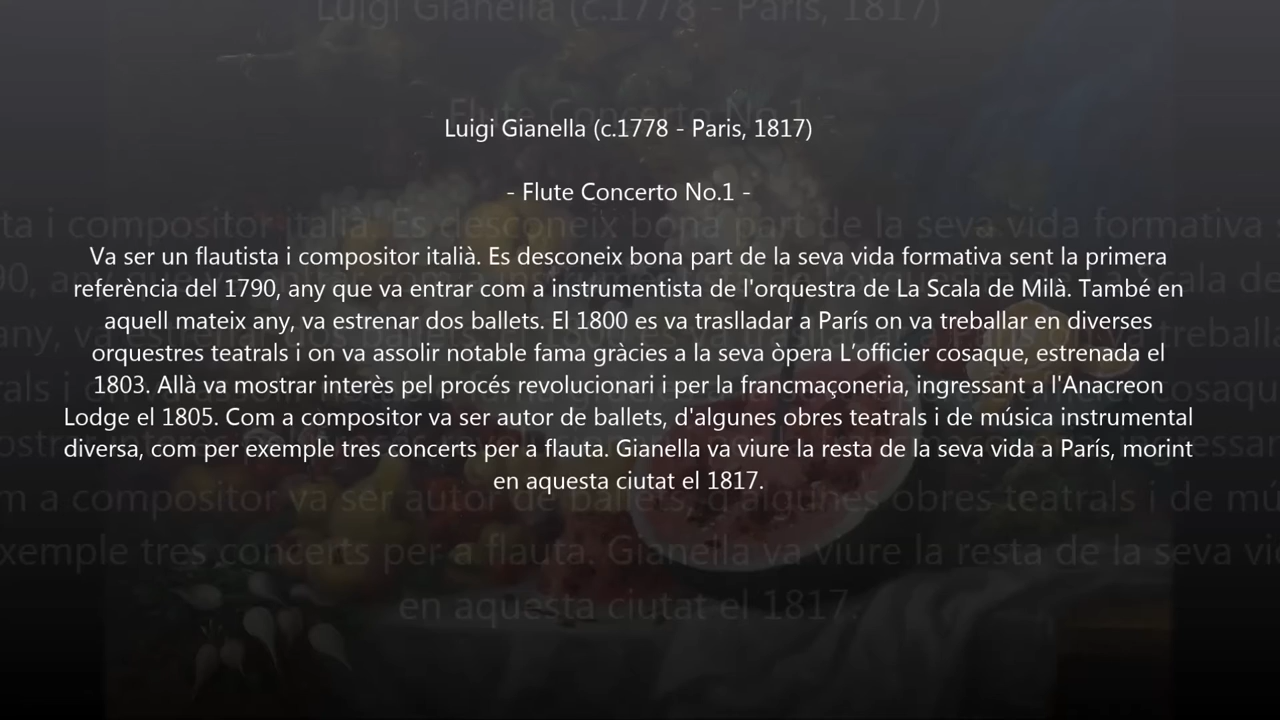 Luigi Gianella (c.1778 - Paris, 1817)
- Flute Concerto No.1 -
Va ser un flautista i compositor italià. Es desconeix bona part de la seva vida formativa sent la primera
referència del 1790, any que va entrar com a instrumentista de l'orquestra de La Scala de Milà. També en
aquell mateix any, va estrenar dos ballets. El 1800 es va traslladar a París on va treballar en diverses
orquestres teatrals i on va assolir notable fama gràcies a la seva òpera L’officier cosaque, estrenada el
1803. Allà va mostrar interès pel procés revolucionari i per la francmaçoneria, ingressant a l'Anacreon
Lodge el 1805. Com a compositor va ser autor de ballets, d'algunes obres teatrals i de música instrumental
diversa, com per exemple tres concerts per a flauta. Gianella va viure la resta de la seva vida a París, morint
en aquesta ciutat el 1817.